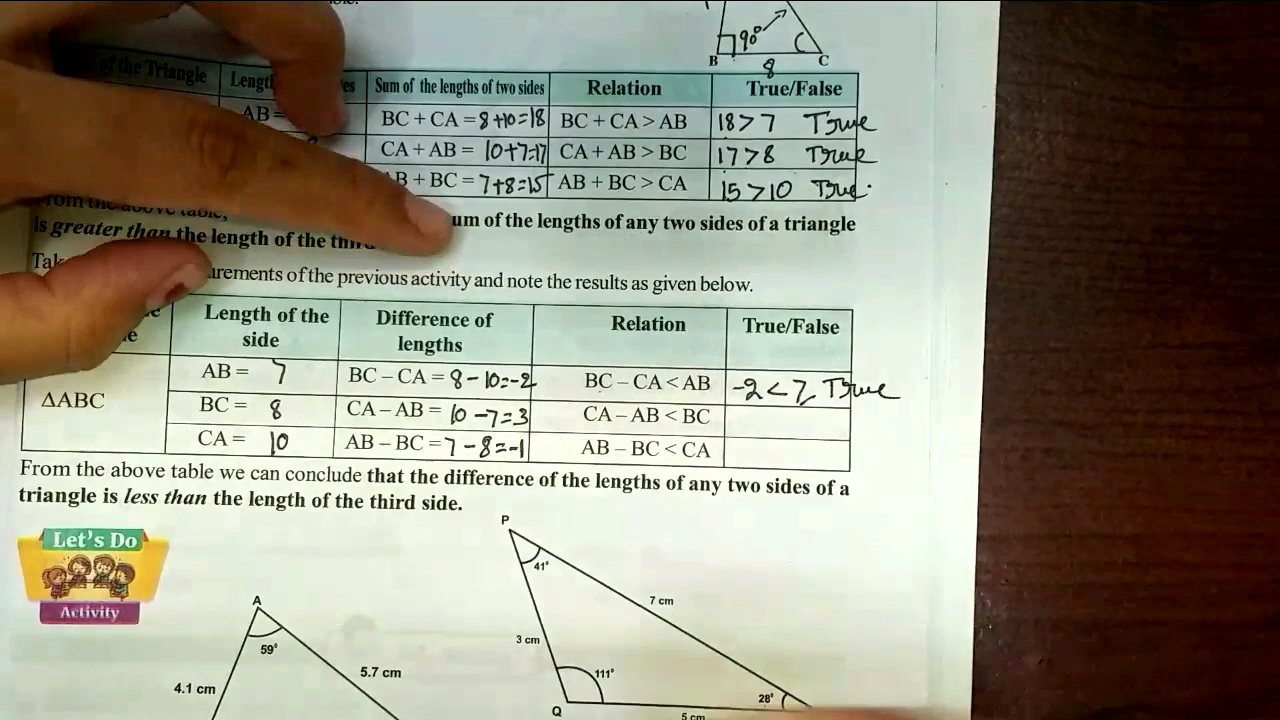 90°
B 8 C
of the Triangle Sum of the lengths of two sides Relation True/False
AB = BC + CA = 8+10=18 BC + CA > AB 18>7 True
CA + AB = 10+7=17 CA + AB > BC 17>8 True
B + BC = 7+8=15 AB + BC > CA 15>10 True
From the above table, um of the lengths of any two sides of a triangle
is greater than the length of the
urements of the previous activity and note the results as given below.
Length of the side Difference of lengths Relation True/False
AB = 7 BC – CA = 8-10=-2 BC – CA < AB -2<7, True
ΔABC BC = 8 CA – AB = 10-7=3 CA – AB < BC
CA = 10 AB – BC = 7-8=-1 AB – BC < CA
From the above table we can conclude that the difference of the lengths of any two sides of a
triangle is less than the length of the third side.
Let's Do
Activity
P
41°
7 cm
3 cm
111°
28°
Q
5 cm
A
59°
5.7 cm
4.1 cm